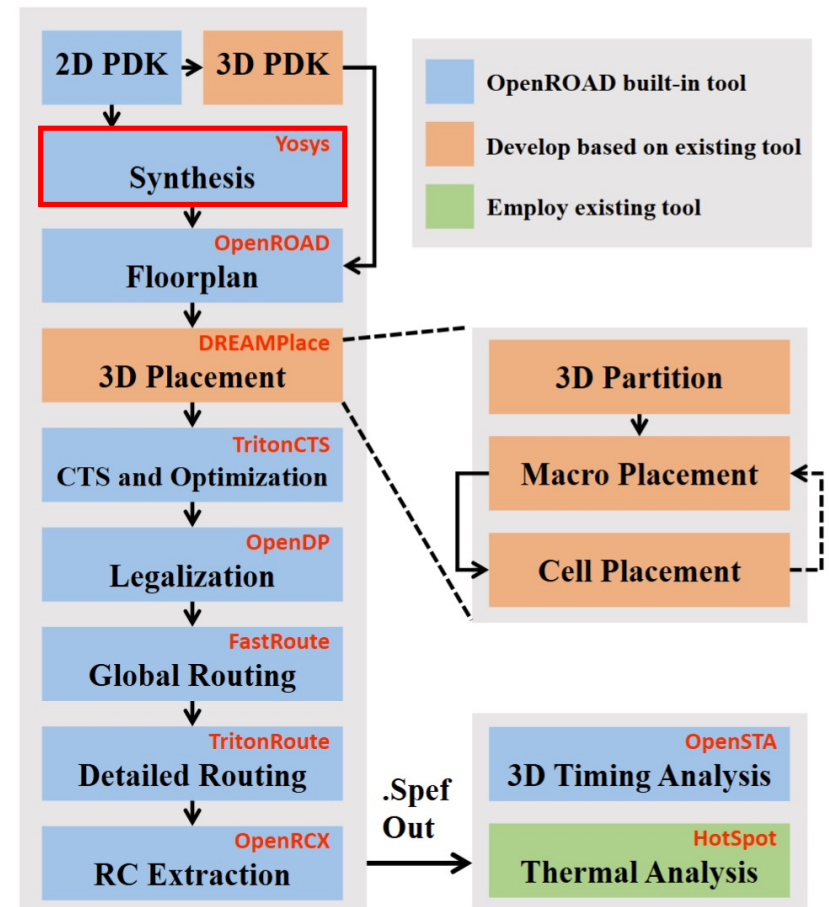 2D PDK
3D PDK
Yosys
Synthesis
OpenROAD
Floorplan
DREAMPlace
3D Placement
TritonCTS
CTS and Optimization
OpenDP
Legalization
FastRoute
Global Routing
TritonRoute
Detailed Routing
OpenRCX
RC Extraction
OpenROAD built-in tool
Develop based on existing tool
Employ existing tool
3D Partition
Macro Placement
Cell Placement
.Spef
Out
OpenSTA
3D Timing Analysis
HotSpot
Thermal Analysis